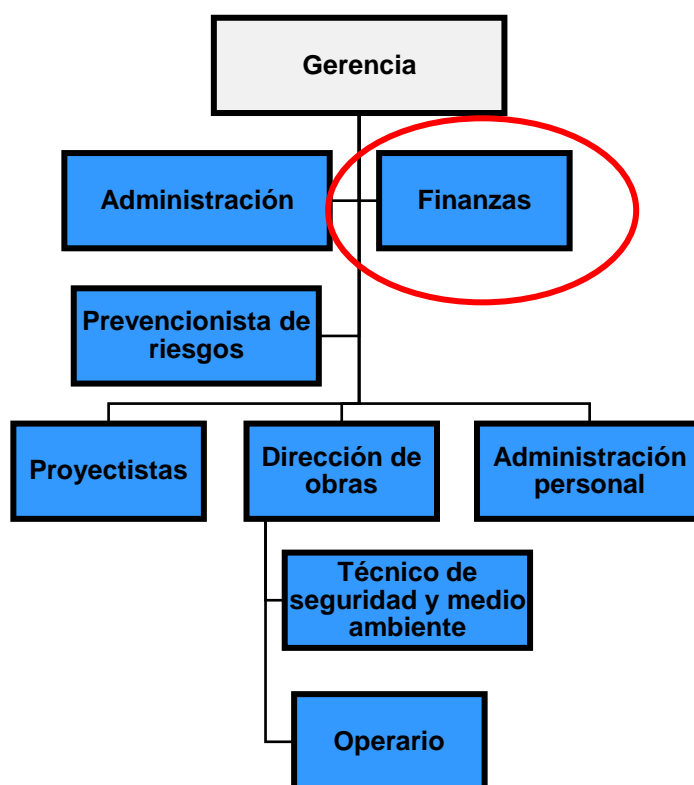 Gerencia
Administración
Finanzas
Prevencionista de
riesgos
Proyectistas
Dirección de
obras
Administración
personal
Técnico de
seguridad y medio
ambiente
Operario